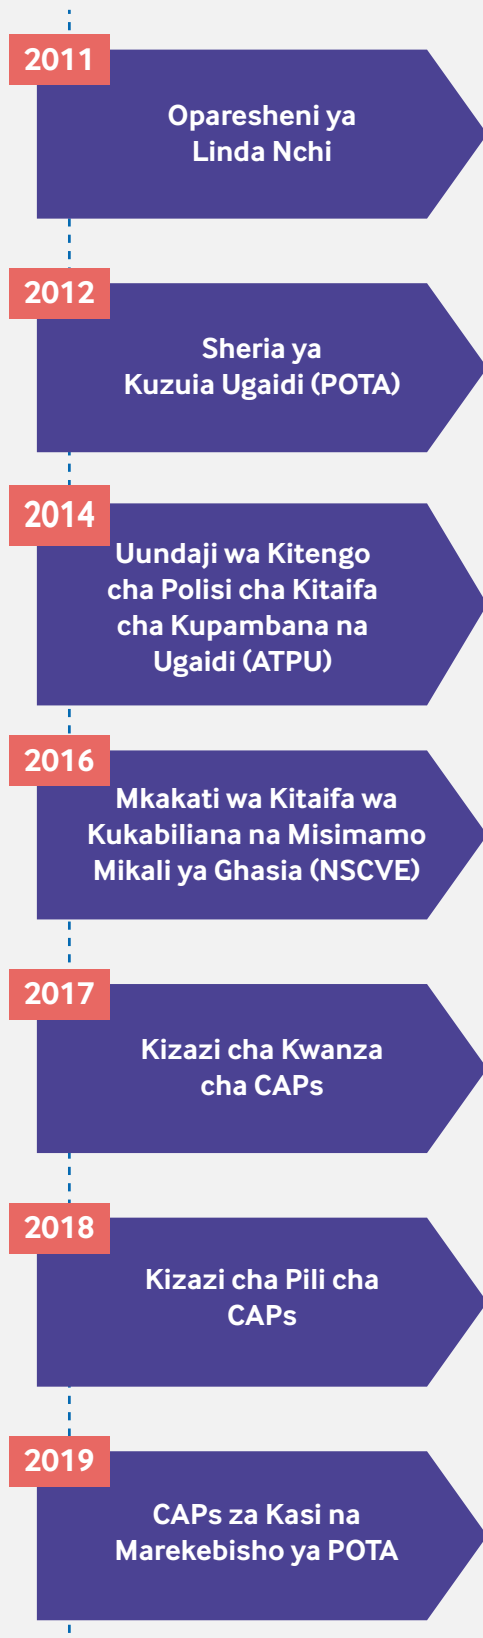 2011
Oparesheni ya
Linda Nchi
2012
Sheria ya
Kuzuia Ugaidi (POTA)
2014
Uundaji wa Kitengo
cha Polisi cha Kitaifa
cha Kupambana na
Ugaidi (ATPU)
2016
Mkakati wa Kitaifa wa
Kukabiliana na Misimamo
Mikali ya Ghasia (NSCVE)
2017
Kizazi cha Kwanza
cha CAPs
2018
Kizazi cha Pili cha
CAPs
2019
CAPs za Kasi na
Marekebisho ya POTA